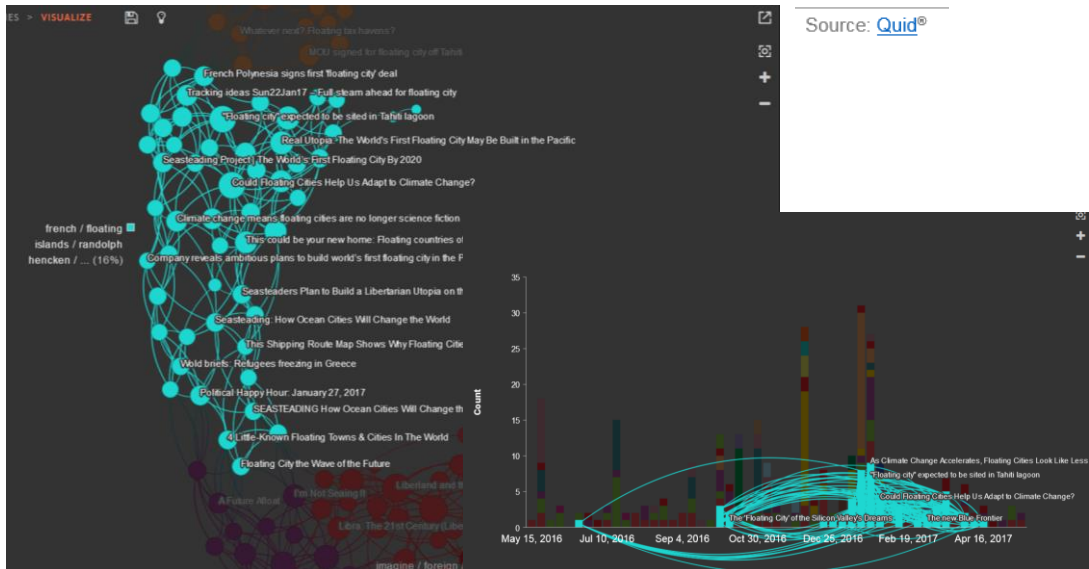 IES > VISUALIZE
Source: Quid®
Whatever next? Floating tax havens?
MOU signed for floating city off Tahiti
French Polynesia signs first 'floating city' deal
Tracking ideas Sun22Jan17 - "Full steam ahead for floating city
"Floating city" expected to be sited in Tahiti lagoon
Real Utopia: The World's First Floating City May Be Built in the Pacific
Seasteading Project | The World's First Floating City By 2020
Could Floating Cities Help Us Adapt to Climate Change?
Climate change means floating cities are no longer science fiction
french / floating
islands / randolph
hencken / ... (16%)
This could be your new home: Floating countries of
Company reveals ambitious plans to build world's first floating city in the P
Seasteaders Plan to Build a Libertarian Utopia on th
Seasteading: How Ocean Cities Will Change the World
This Shipping Route Map Shows Why Floating Citie
Wold briefs: Refugees freezing in Greece
Political Happy Hour: January 27, 2017
SEASTEADING How Ocean Cities Will Change th
4 Little-Known Floating Towns & Cities In The World
Floating City the Wave of the Future
A Future Afloat
I'm Not Seaing It
Liberland and th
Libra: The 21st Century (Libe
imagine / foreign /
35
30
25
20
15
10
5
0
Count
As Climate Change Accelerates, Floating Cities Look Like Less
"Floating city" expected to be sited in Tahiti lagoon
Could Floating Cities Help Us Adapt to Climate Change?
The 'Floating City' of the Silicon Valley's Dreams
The new Blue Frontier
May 15, 2016
Jul 10, 2016
Sep 4, 2016
Oct 30, 2016
Dec 25, 2016
Feb 19, 2017
Apr 16, 2017